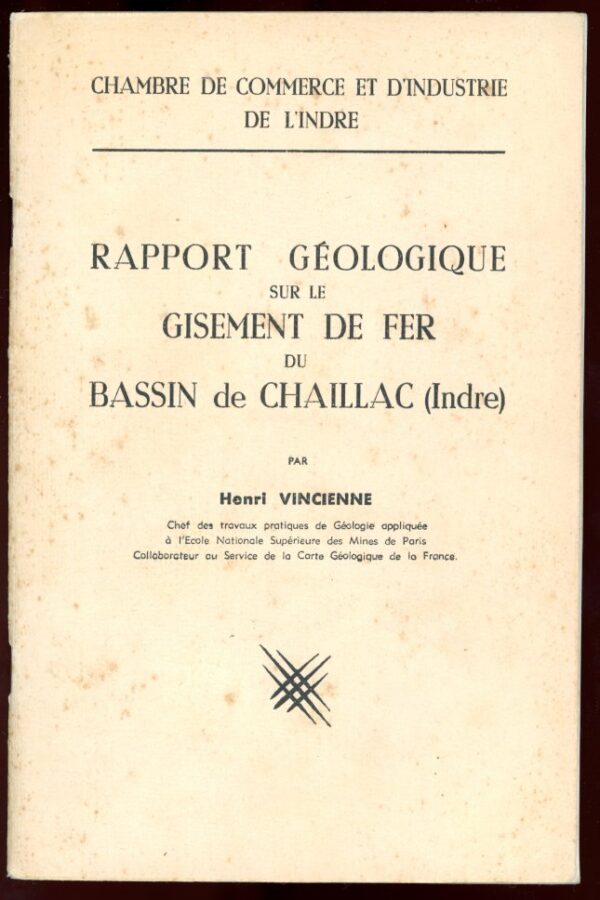 CHAMBRE DE COMMERCE ET D'INDUSTRIE
DE L'INDRE
RAPPORT GÉOLOGIQUE
SUR LE
GISEMENT DE FER
DU
BASSIN de CHAILLAC (Indre)
PAR
Henri VINCIENNE
Chef des travaux pratiques de Géologie appliquée
à l'Ecole Nationale Supérieure des Mines de Paris
Collaborateur au Service de la Carte Géologique de la France.